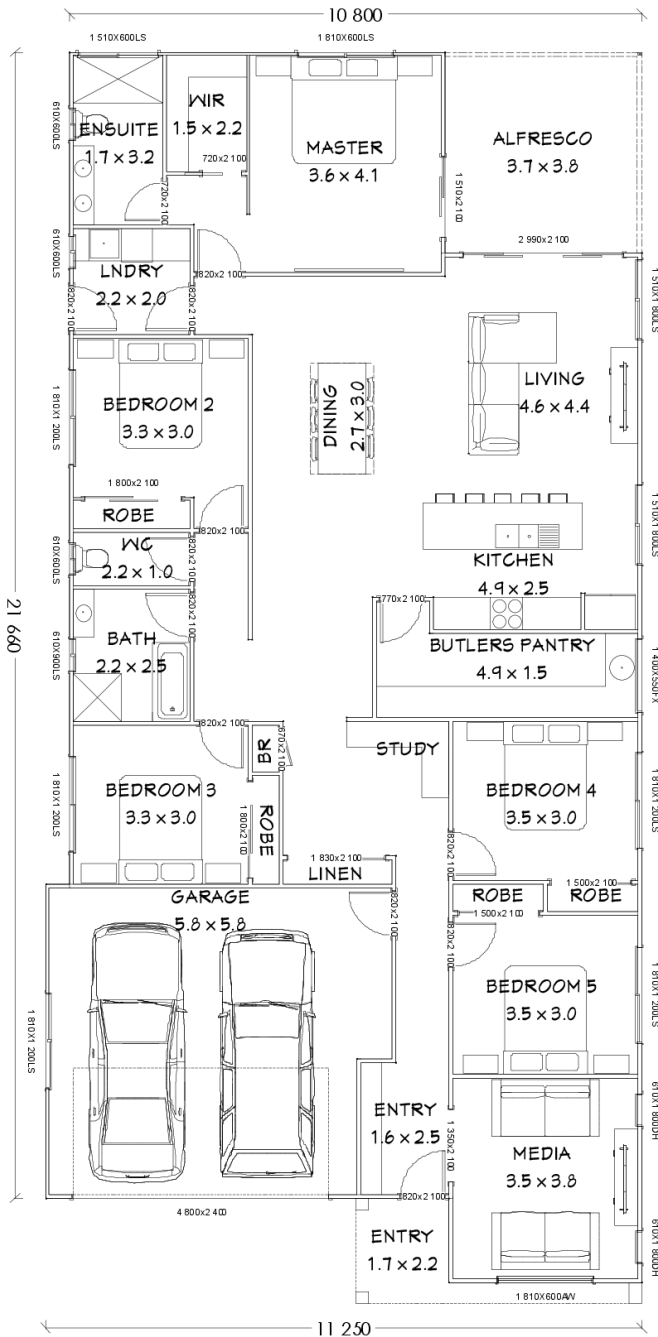 10 800
1 510X600LS
1 810X600LS
610X600LS
WIR
1.5 x 2.2
ENSUITE
1.7 x 3.2
720x2 100
720x2 100
MASTER
3.6 x 4.1
ALFRESCO
3.7 x 3.8
1 510x2 100
2 990x2 100
610X600LS
LNDRY
2.2 x 2.0
820x2 100
820x2 100
820x2 100
1 510X1 800LS
BEDROOM 2
3.3 x 3.0
1 810X1 200LS
DINING
2.7 x 3.0
LIVING
4.6 x 4.4
1 800x2 100
ROBE
820x2 100
1 510X1 800LS
WC
2.2 x 1.0
610X600LS
820x2 100
KITCHEN
4.9 x 2.5
21 660
820x2 100
770x2 100
BATH
2.2 x 2.5
610X900LS
BUTLERS PANTRY
4.9 x 1.5
1 400X550FX
820x2 100
BR
670x2 100
STUDY
BEDROOM 3
3.3 x 3.0
1 810X1 200LS
1 800x2 100
ROBE
BEDROOM 4
3.5 x 3.0
1 810X1 200LS
820x2 100
1 830x2 100
LINEN
1 500x2 100
ROBE
ROBE
1 500x2 100
GARAGE
5.8 x 5.8
820x2 100
820x2 100
BEDROOM 5
3.5 x 3.0
1 810X1 200LS
1 810X1 200LS
ENTRY
1.6 x 2.5
1 350x2 100
610X1 800DH
MEDIA
3.5 x 3.8
820x2 100
4 800x2 400
610X1 800DH
ENTRY
1.7 x 2.2
1 810X600AW
11 250